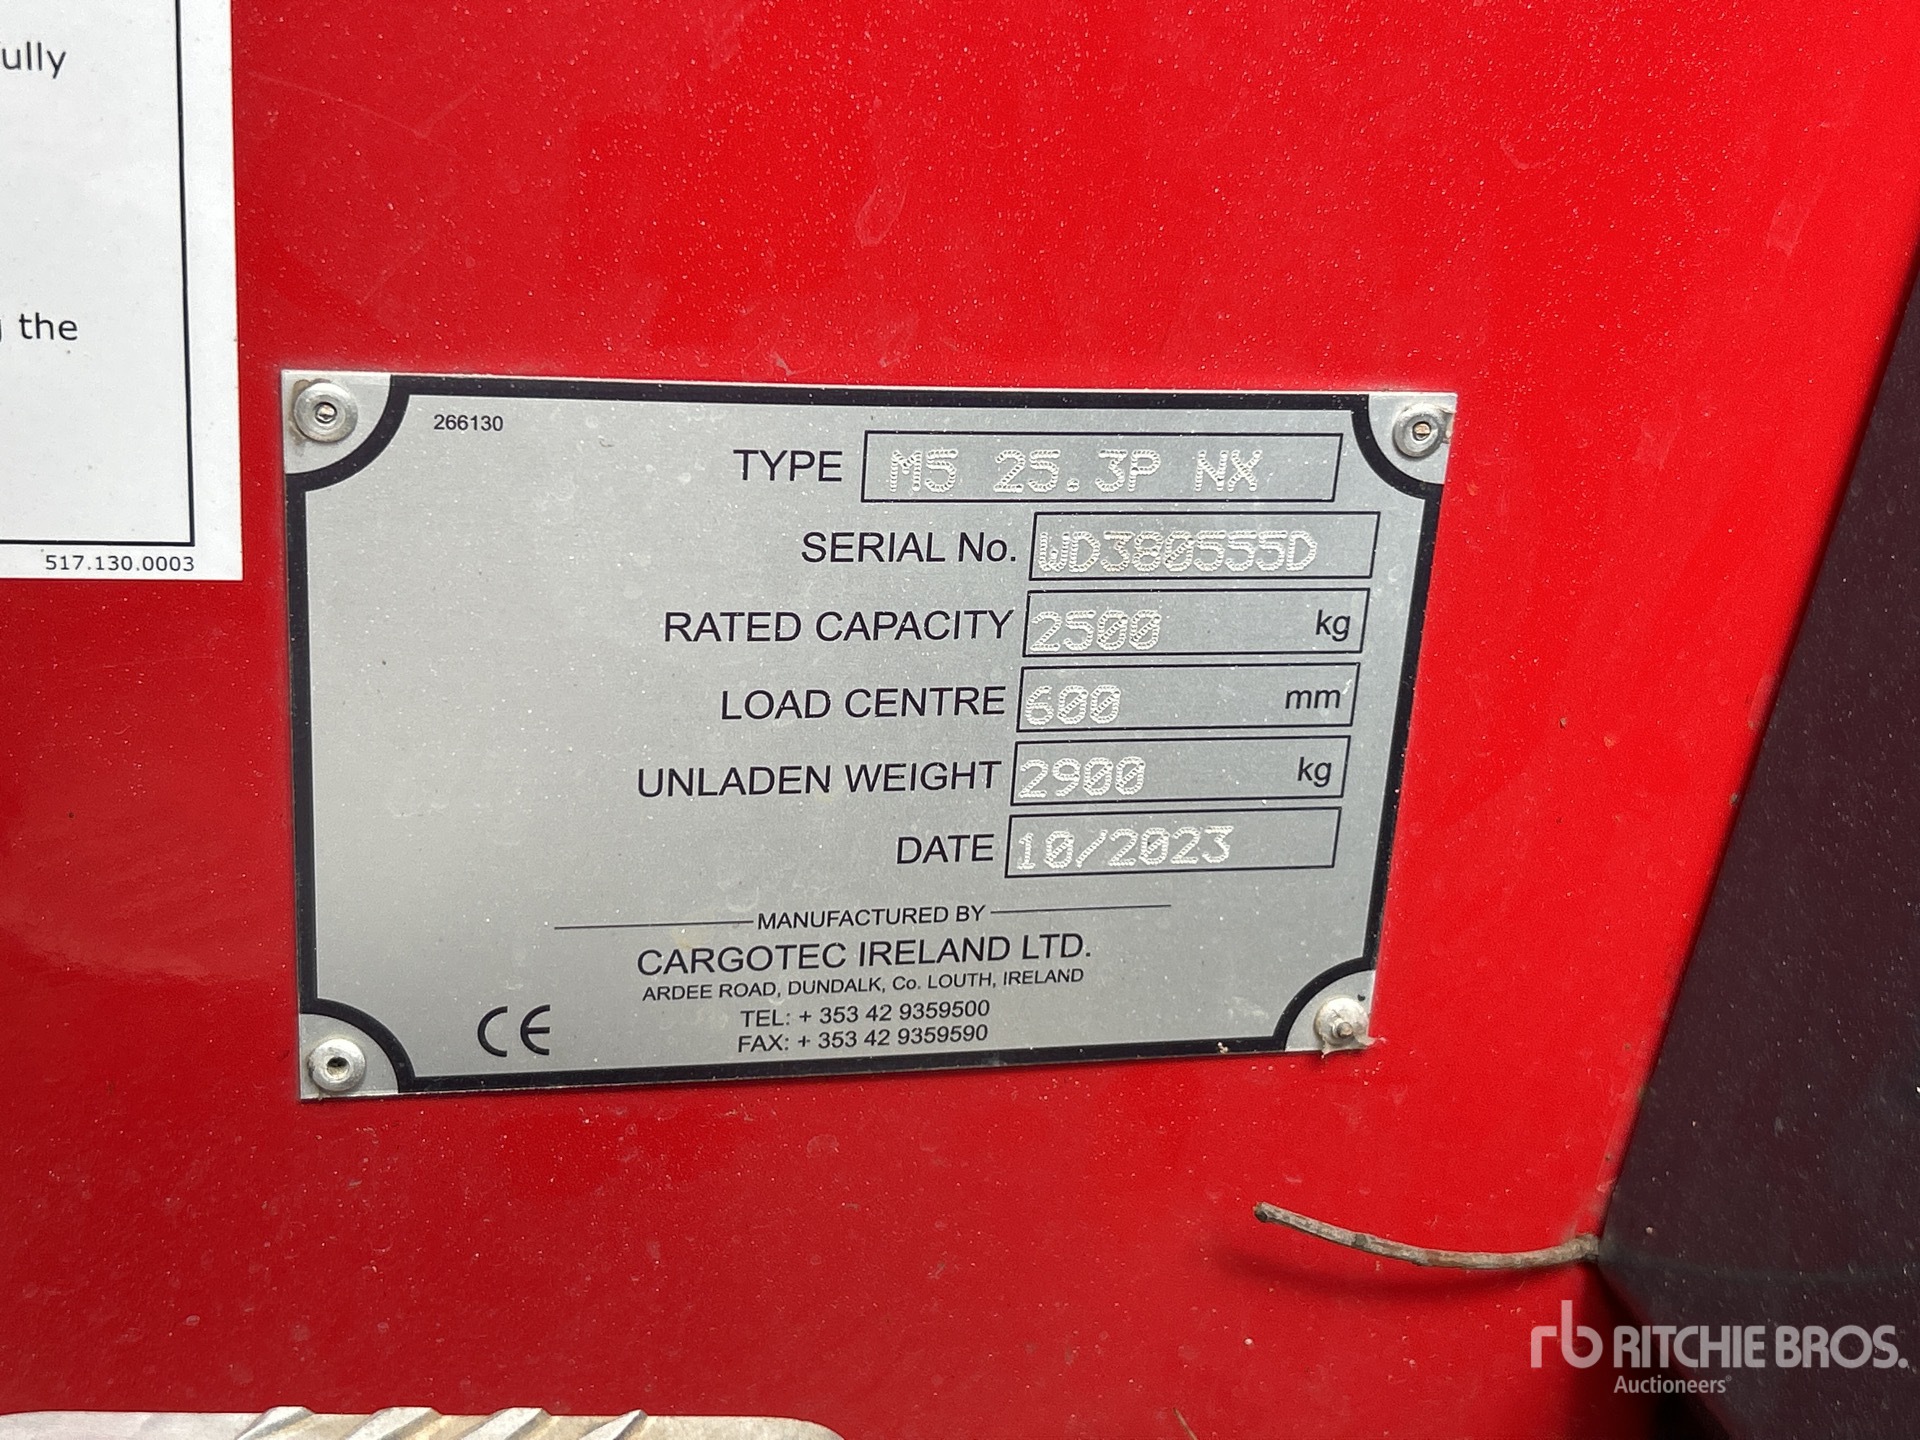 ully
g the
517.130.0003
266130
TYPE M5 25.3P NX
SERIAL No. WD380555D
RATED CAPACITY 2500 kg
LOAD CENTRE 600 mm
UNLADEN WEIGHT 2900 kg
DATE 10/2023
MANUFACTURED BY
CARGOTEC IRELAND LTD.
ARDEE ROAD, DUNDALK, Co. LOUTH, IRELAND
TEL: + 353 42 9359500
FAX: + 353 42 9359590
CE
rb RITCHIE BROS.
Auctioneers